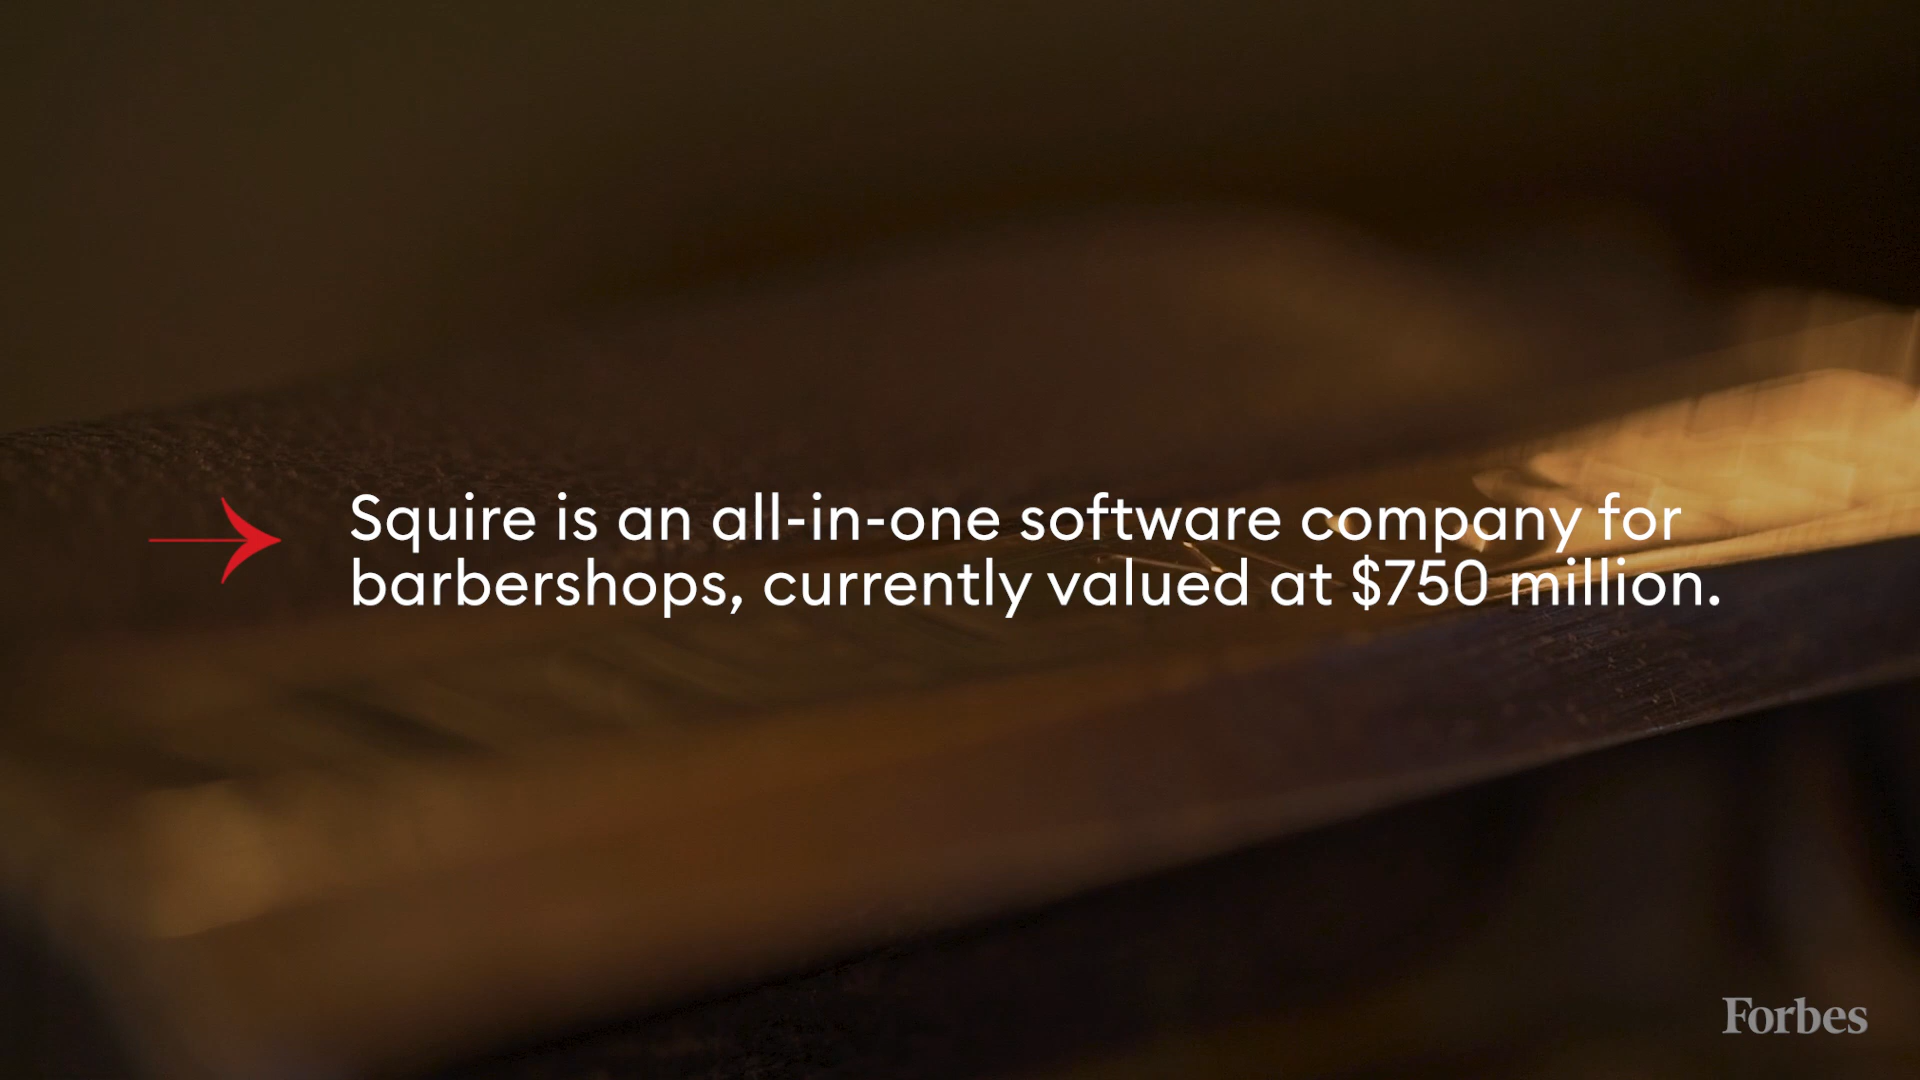 Squire is an all-in-one software company for
barbershops, currently valued at $750 million.
Forbes